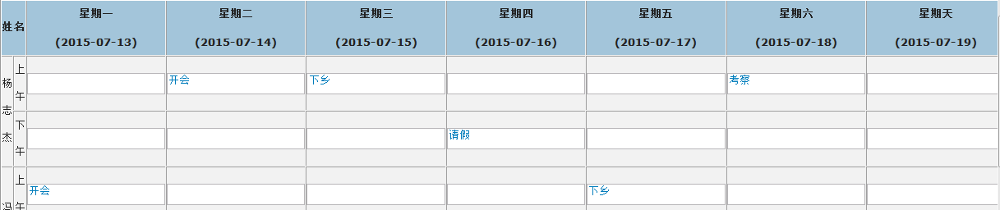 姓名 星期一 星期二 星期三 星期四 星期五 星期六 星期天
(2015-07-13) (2015-07-14) (2015-07-15) (2015-07-16) (2015-07-17) (2015-07-18) (2015-07-19)
杨志杰 上午 开会 下乡 考察
下午 请假
冯 上午 开会 下乡